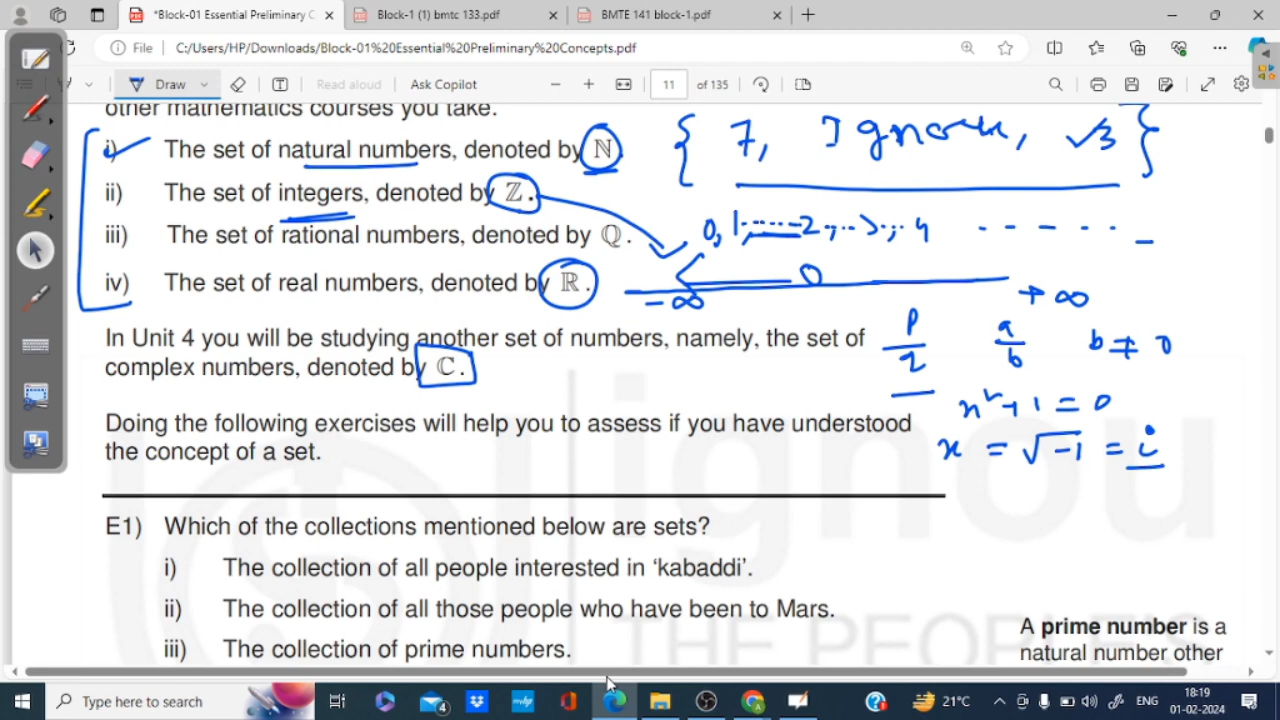 *Block-01 Essential Preliminary C
Block-1 (1) bmtc 133.pdf
BMTE 141 block-1.pdf
File
C:/Users/HP/Downloads/Block-01%20Essential%20Preliminary%20Concepts.pdf
Draw
Read aloud
Ask Copilot
11
of 135
other mathematics courses you take.
i) The set of natural numbers, denoted by ℕ.
{ 7, Ignou, √3 }
ii) The set of integers, denoted by ℤ.
0, 1, ...... 2, ... 3, .., 4 - - - - - -
iii) The set of rational numbers, denoted by ℚ.
0
iv) The set of real numbers, denoted by ℝ.
-∞
+ ∞
In Unit 4 you will be studying another set of numbers, namely, the set of
complex numbers, denoted by ℂ.
p/q a/b b ≠ 0
x² + 1 = 0
Doing the following exercises will help you to assess if you have understood
the concept of a set.
x = √-1 = i
ignou
E1) Which of the collections mentioned below are sets?
i) The collection of all people interested in ‘kabaddi’.
ii) The collection of all those people who have been to Mars.
iii) The collection of prime numbers.
THE PEOPLE'S
A prime number is a
natural number other
Type here to search
4
21°C
ENG
18:19
01-02-2024